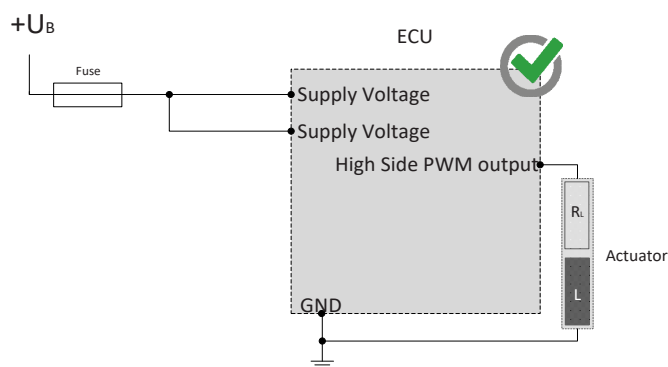 +UB
ECU
Fuse
Supply Voltage
Supply Voltage
High Side PWM output
RL
Actuator
L
GND